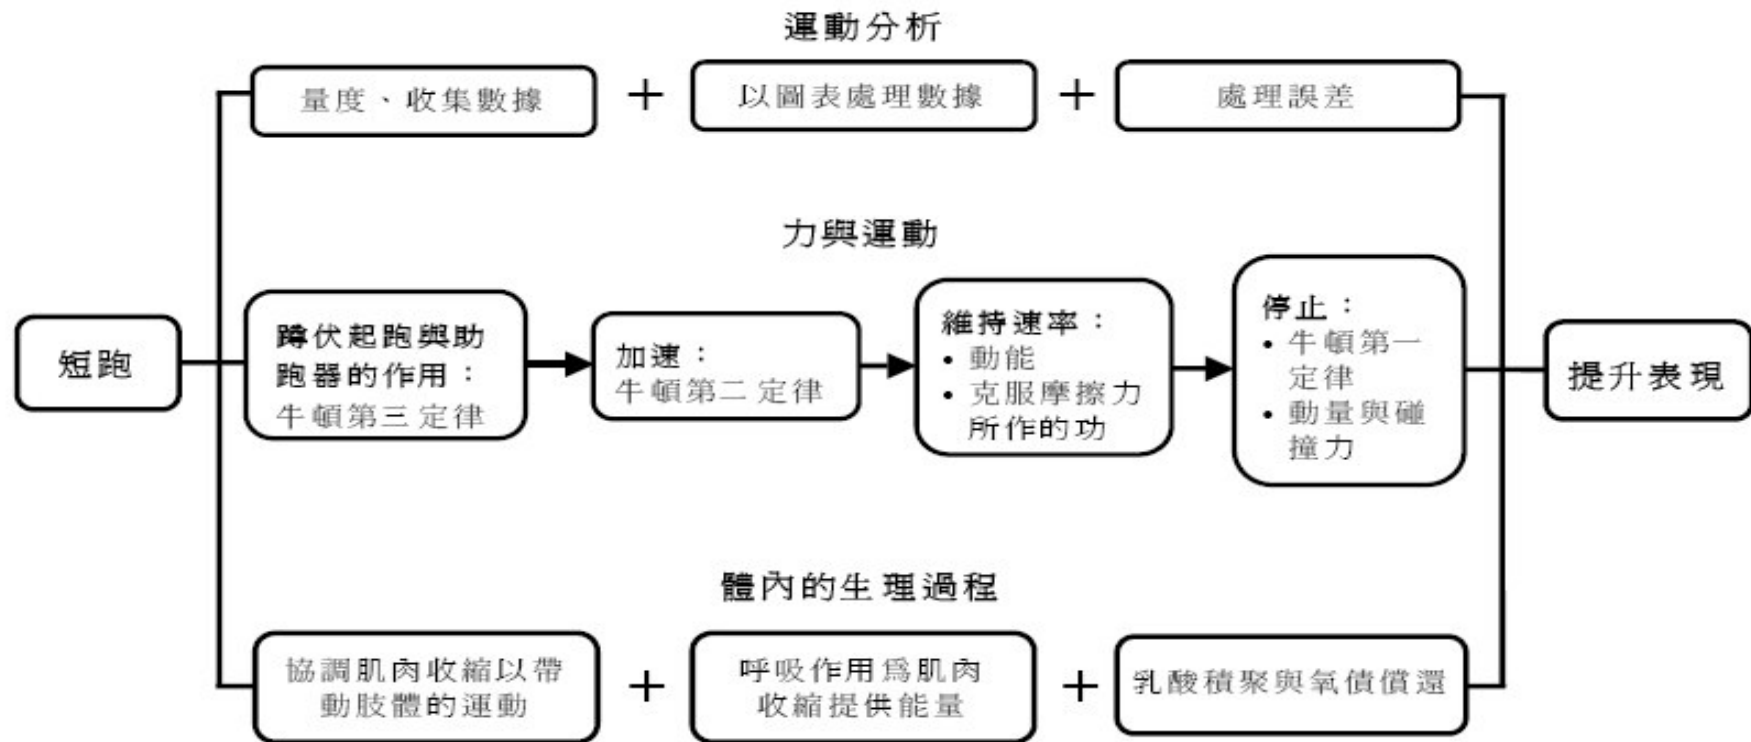 運動分析
量度、收集數據
+
以圖表處理數據
+
處理誤差
力與運動
短跑
蹲伏起跑與助
跑器的作用：
牛頓第三定律
加速：
牛頓第二定律
維持速率：
• 動能
• 克服摩擦力
所作的功
停止：
• 牛頓第一
定律
• 動量與碰
撞力
提升表現
體內的生理過程
協調肌肉收縮以帶
動肢體的運動
+
呼吸作用爲肌肉
收縮提供能量
+
乳酸積聚與氧債償還